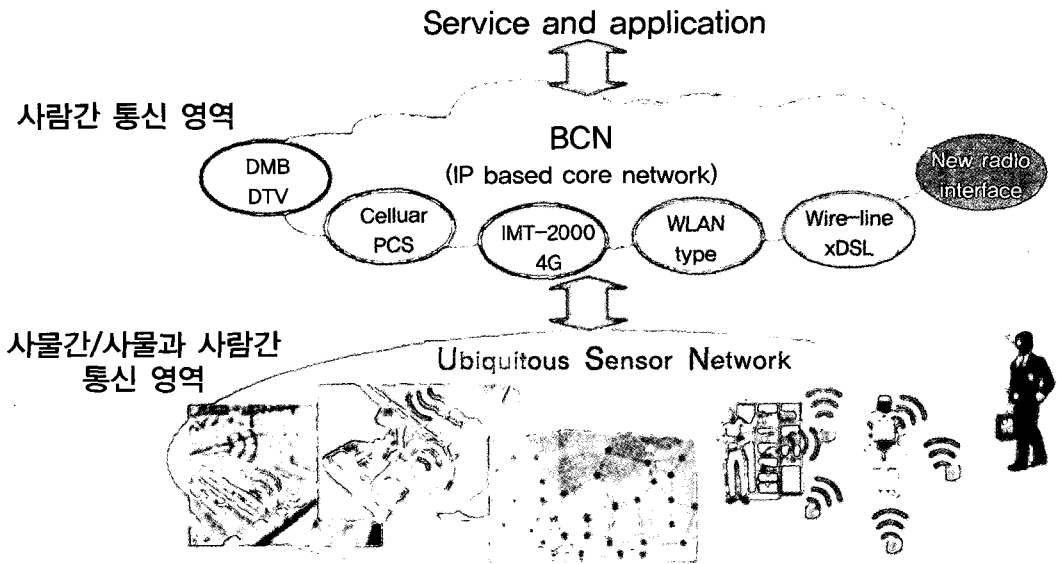 Service and application
사람간 통신 영역
BCN
(IP based core network)
DMB
DTV
Celluar
PCS
IMT-2000
4G
WLAN
type
Wire-line
xDSL
New radio
interface
사물간/사물과 사람간
통신 영역
Ubiquitous Sensor Network